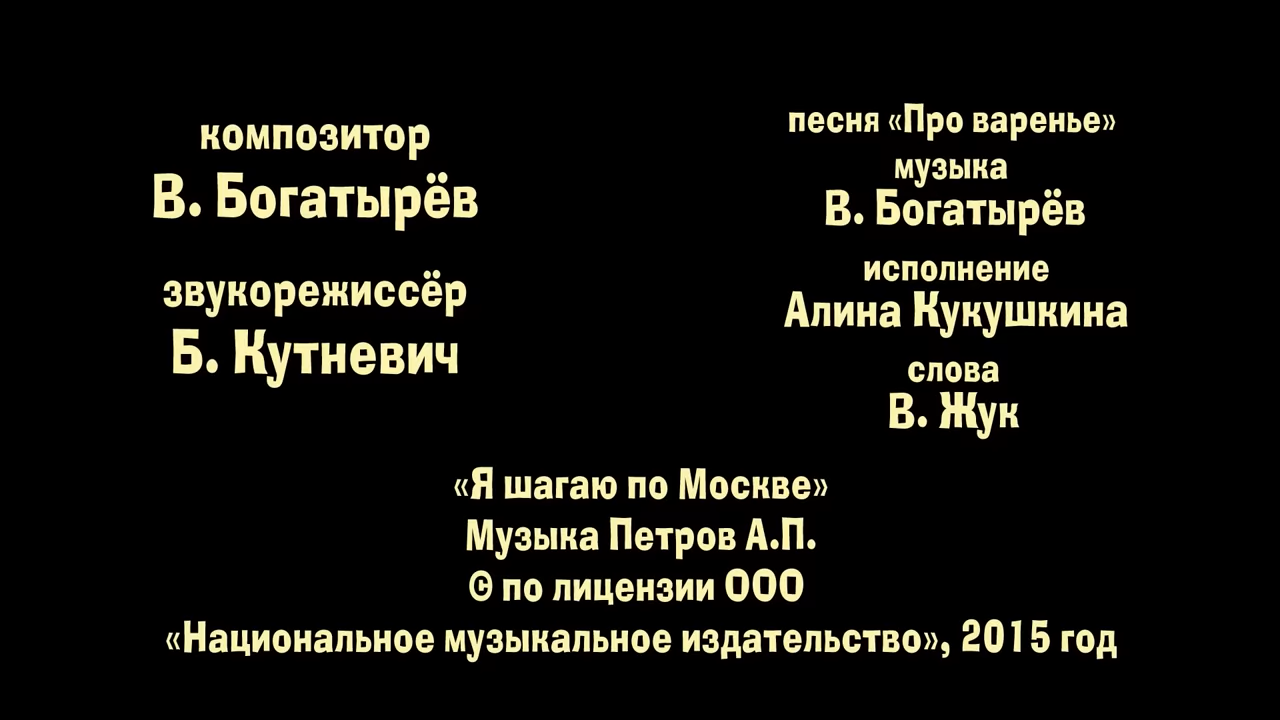 композитор
В. Богатырёв
звукорежиссёр
Б. Кутневич
песня «Про варенье»
музыка
В. Богатырёв
исполнение
Алина Кукушкина
слова
В. Жук
«Я шагаю по Москве»
Музыка Петров А.П.
© по лицензии ООО
«Национальное музыкальное издательство», 2015 год